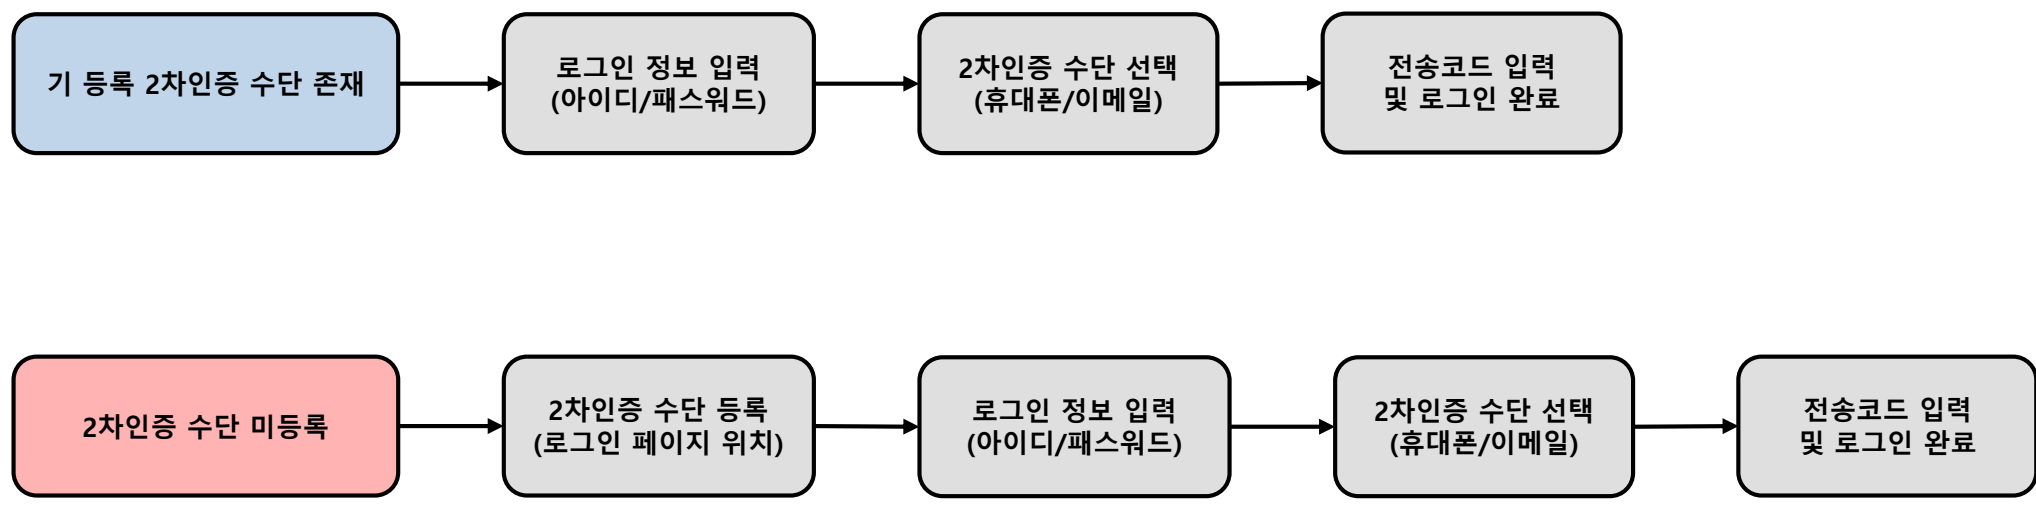 기 등록 2차인증 수단 존재
로그인 정보 입력
(아이디/패스워드)
2차인증 수단 선택
(휴대폰/이메일)
전송코드 입력
및 로그인 완료
2차인증 수단 미등록
2차인증 수단 등록
(로그인 페이지 위치)
로그인 정보 입력
(아이디/패스워드)
2차인증 수단 선택
(휴대폰/이메일)
전송코드 입력
및 로그인 완료